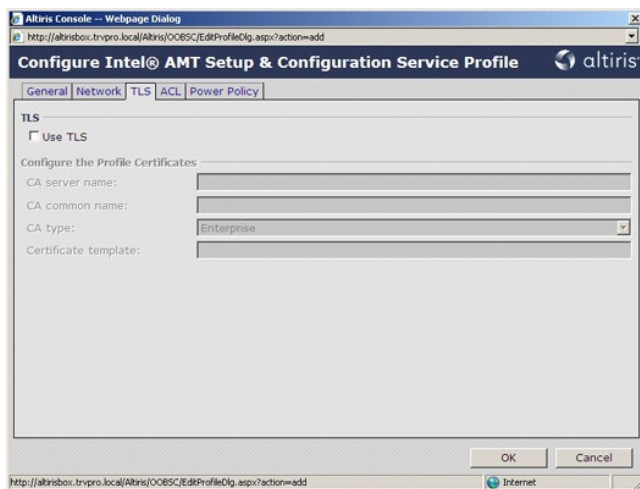 Altiris Console -- Webpage Dialog
http://altirisbox.trvpro.local/Altiris/OOBSC/EditProfileDlg.aspx?action=add
Configure Intel® AMT Setup & Configuration Service Profile
altiris
General Network TLS ACL Power Policy
TLS
Use TLS
Configure the Profile Certificates
CA server name:
CA common name:
CA type: Enterprise
Certificate template:
OK Cancel
http://altirisbox.trvpro.local/Altiris/OOBSC/EditProfileDlg.aspx?action=add Internet